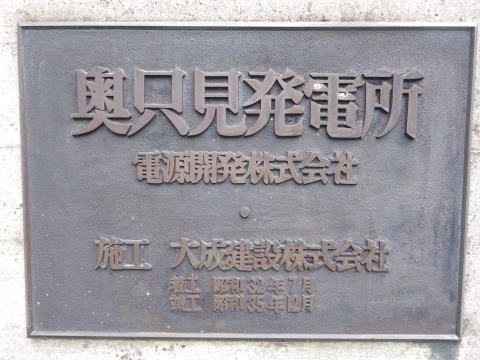 奥只見発電所
電源開発株式会社
施工 大成建設株式会社
着工 昭和32年7月
竣工 昭和35年12月